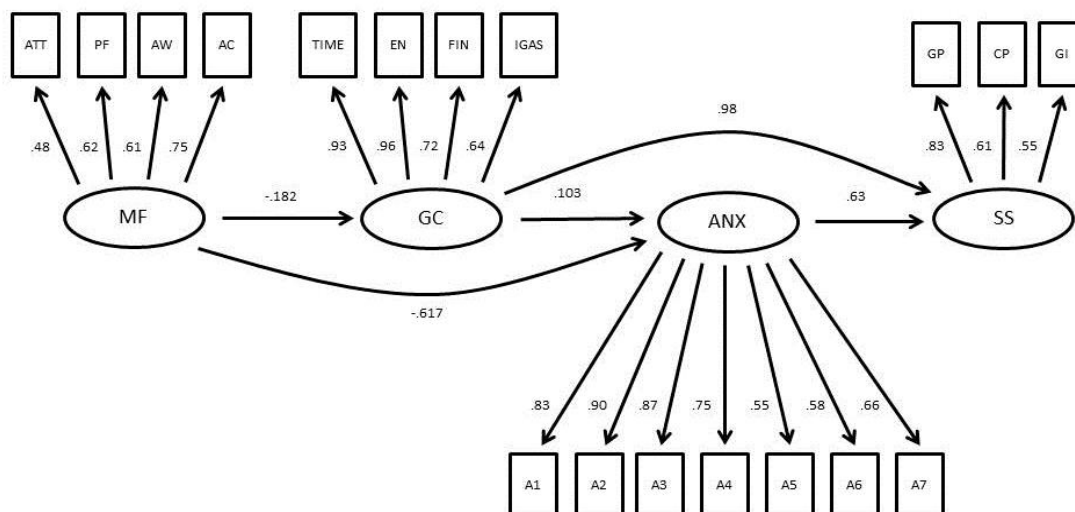 ATT PF AW AC TIME EN FIN IGAS GP CP GI
.98
.48 .62 .61 .75 .93 .96 .72 .64 .83 .61 .55
-.182 .103 .63
MF GC ANX SS
-.617
.83 .90 .87 .75 .55 .58 .66
A1 A2 A3 A4 A5 A6 A7